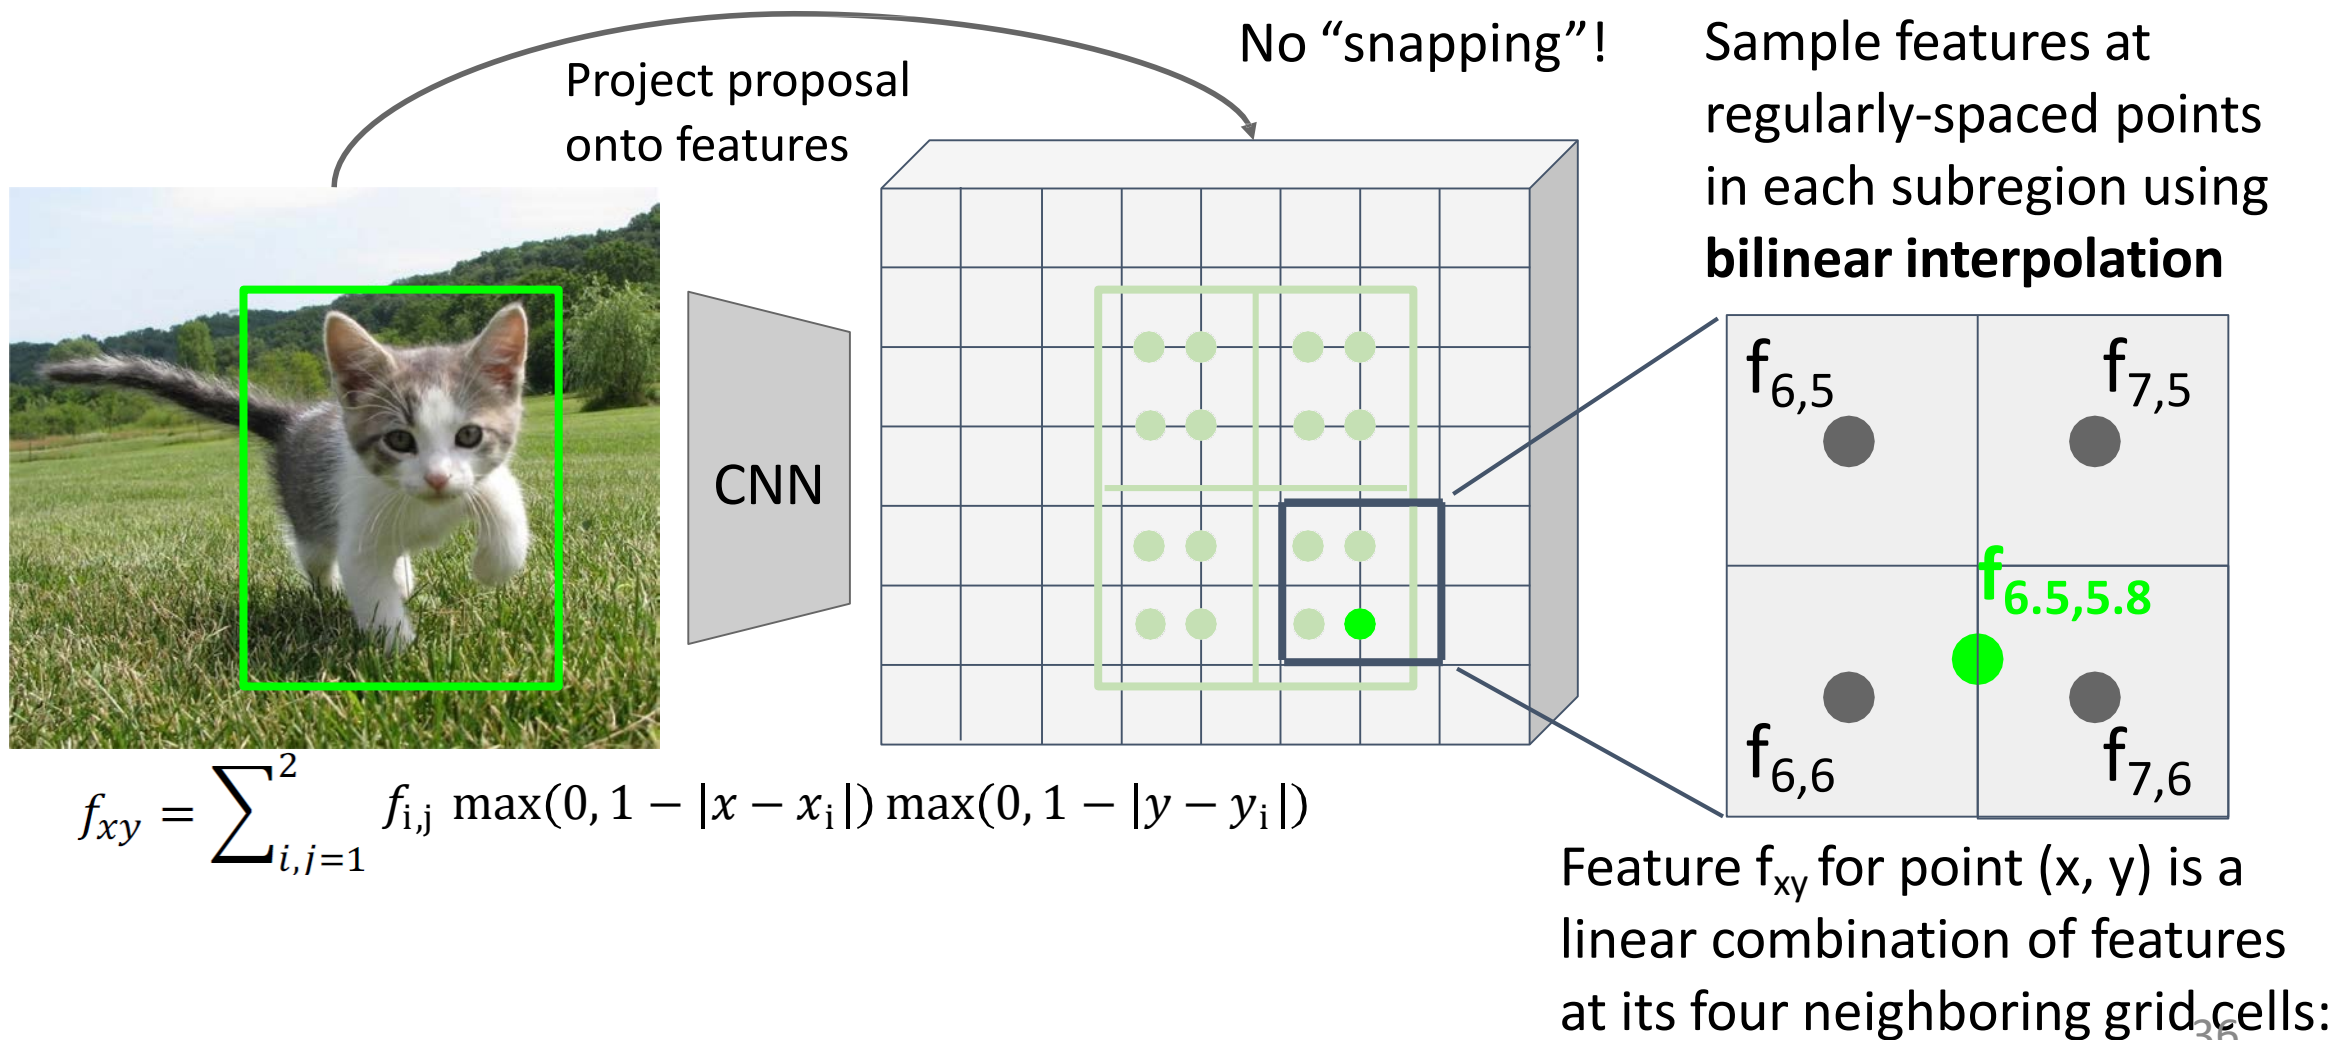 No “snapping”!
Project proposal
onto features
Sample features at
regularly-spaced points
in each subregion using
bilinear interpolation
CNN
f6,5
f7,5
f6.5,5.8
f6,6
f7,6
fxy = ∑i,j=1^2 fi,j max(0, 1 − |x − xi|) max(0, 1 − |y − yi|)
Feature fxy for point (x, y) is a
linear combination of features
at its four neighboring grid cells:
36